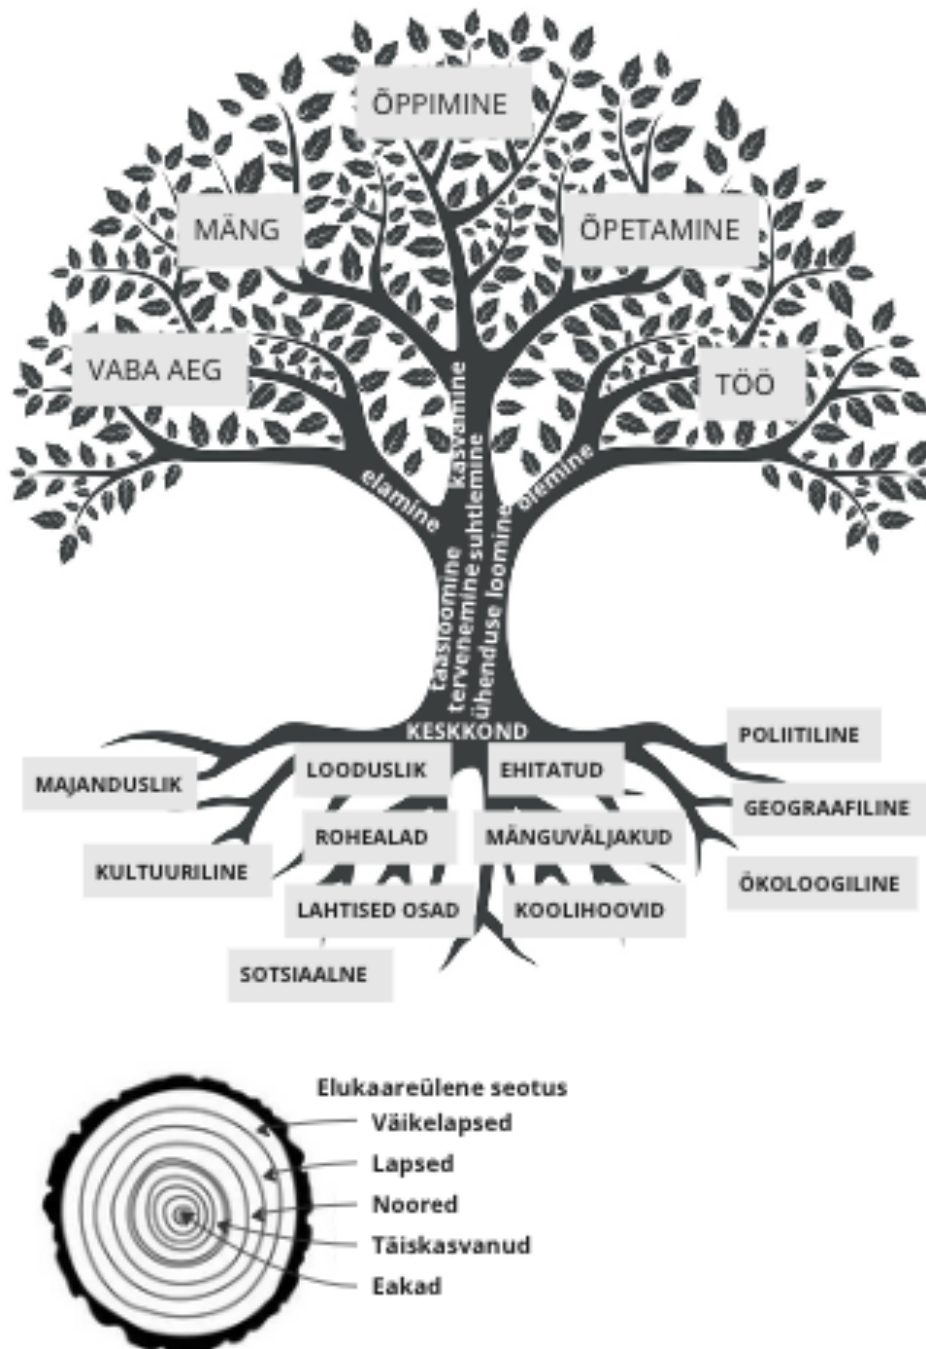 ÕPPIMINE
MÄNG
ÕPETAMINE
VABA AEG
TÖÖ
elamine
kasvamine
suhtlemine
olemine
taasloomine
tervenemine
ühenduse loomine
KESKKOND
POLIITILINE
MAJANDUSLIK
LOODUSLIK
EHITATUD
GEOGRAAFILINE
ROHEALAD
MÄNGUVÄLJAKUD
KULTUURILINE
ÖKOLOOGILINE
LAHTISED OSAD
KOOLIHOOVID
SOTSIAALNE
Elukaareülene seotus
Väikelapsed
Lapsed
Noored
Täiskasvanud
Eakad